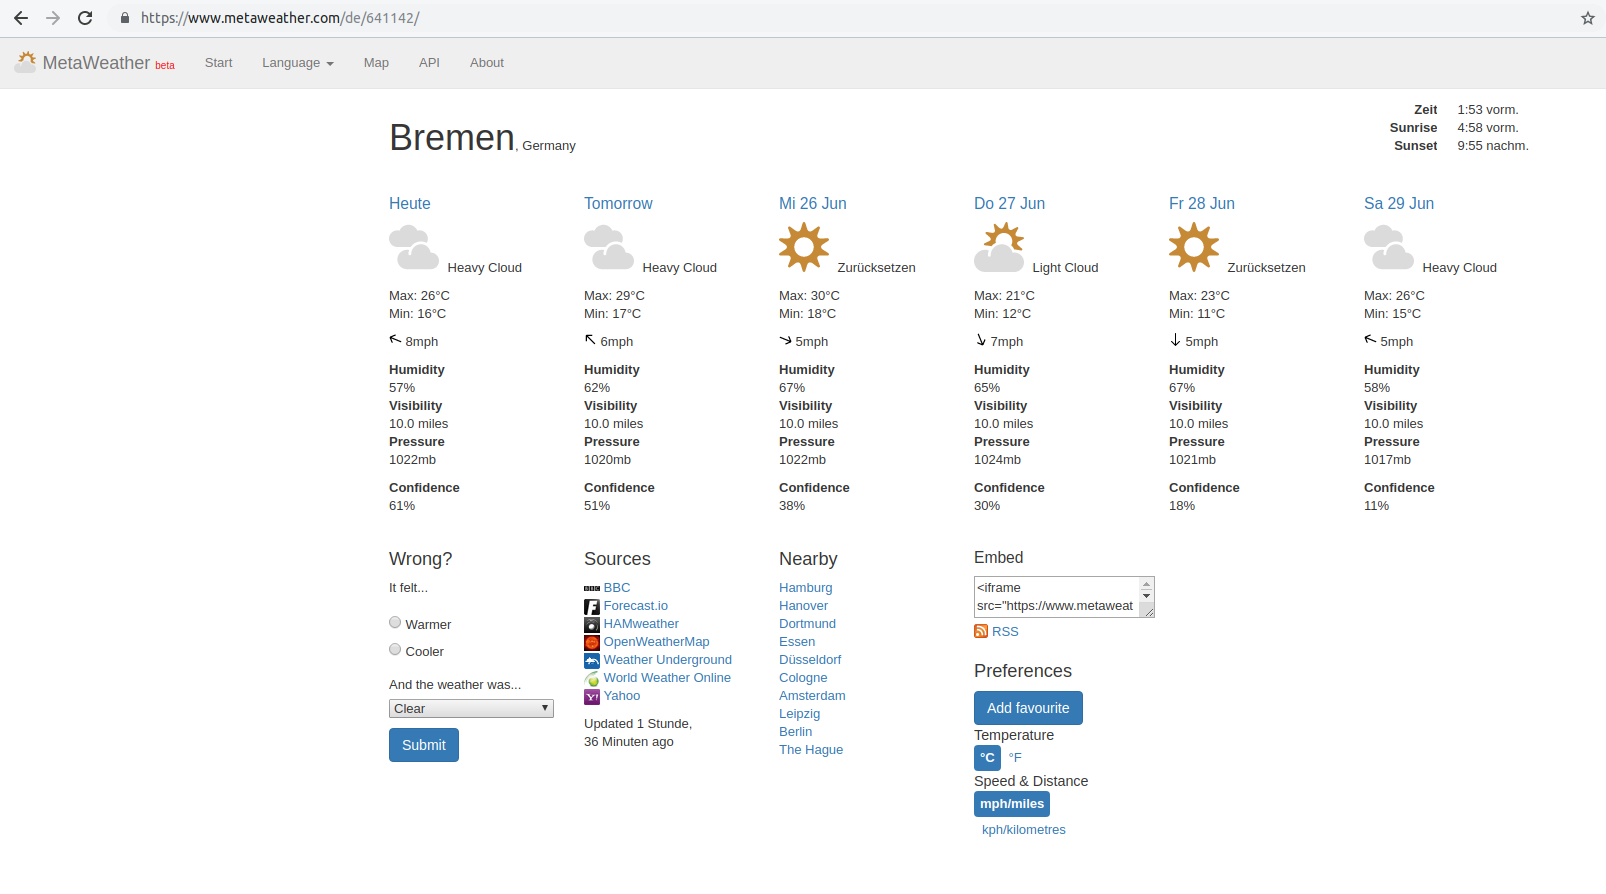 https://www.metaweather.com/de/641142/
MetaWeather beta Start Language Map API About
Zeit 1:53 vorm.
Sunrise 4:58 vorm.
Sunset 9:55 nachm.
Bremen, Germany
Heute
Heavy Cloud
Max: 26°C
Min: 16°C
8mph
Humidity
57%
Visibility
10.0 miles
Pressure
1022mb
Confidence
61%
Tomorrow
Heavy Cloud
Max: 29°C
Min: 17°C
6mph
Humidity
62%
Visibility
10.0 miles
Pressure
1020mb
Confidence
51%
Mi 26 Jun
Zurücksetzen
Max: 30°C
Min: 18°C
5mph
Humidity
67%
Visibility
10.0 miles
Pressure
1022mb
Confidence
38%
Do 27 Jun
Light Cloud
Max: 21°C
Min: 12°C
7mph
Humidity
65%
Visibility
10.0 miles
Pressure
1024mb
Confidence
30%
Fr 28 Jun
Zurücksetzen
Max: 23°C
Min: 11°C
5mph
Humidity
67%
Visibility
10.0 miles
Pressure
1021mb
Confidence
18%
Sa 29 Jun
Heavy Cloud
Max: 26°C
Min: 15°C
5mph
Humidity
58%
Visibility
10.0 miles
Pressure
1017mb
Confidence
11%
Wrong?
It felt...
Warmer
Cooler
And the weather was...
Clear
Submit
Sources
BBC BBC
F Forecast.io
HAMweather
OpenWeatherMap
Weather Underground
World Weather Online
Y! Yahoo
Updated 1 Stunde,
36 Minuten ago
Nearby
Hamburg
Hanover
Dortmund
Essen
Düsseldorf
Cologne
Amsterdam
Leipzig
Berlin
The Hague
Embed
<iframe
src="https://www.metaweat
RSS
Preferences
Add favourite
Temperature
°C °F
Speed & Distance
mph/miles
kph/kilometres